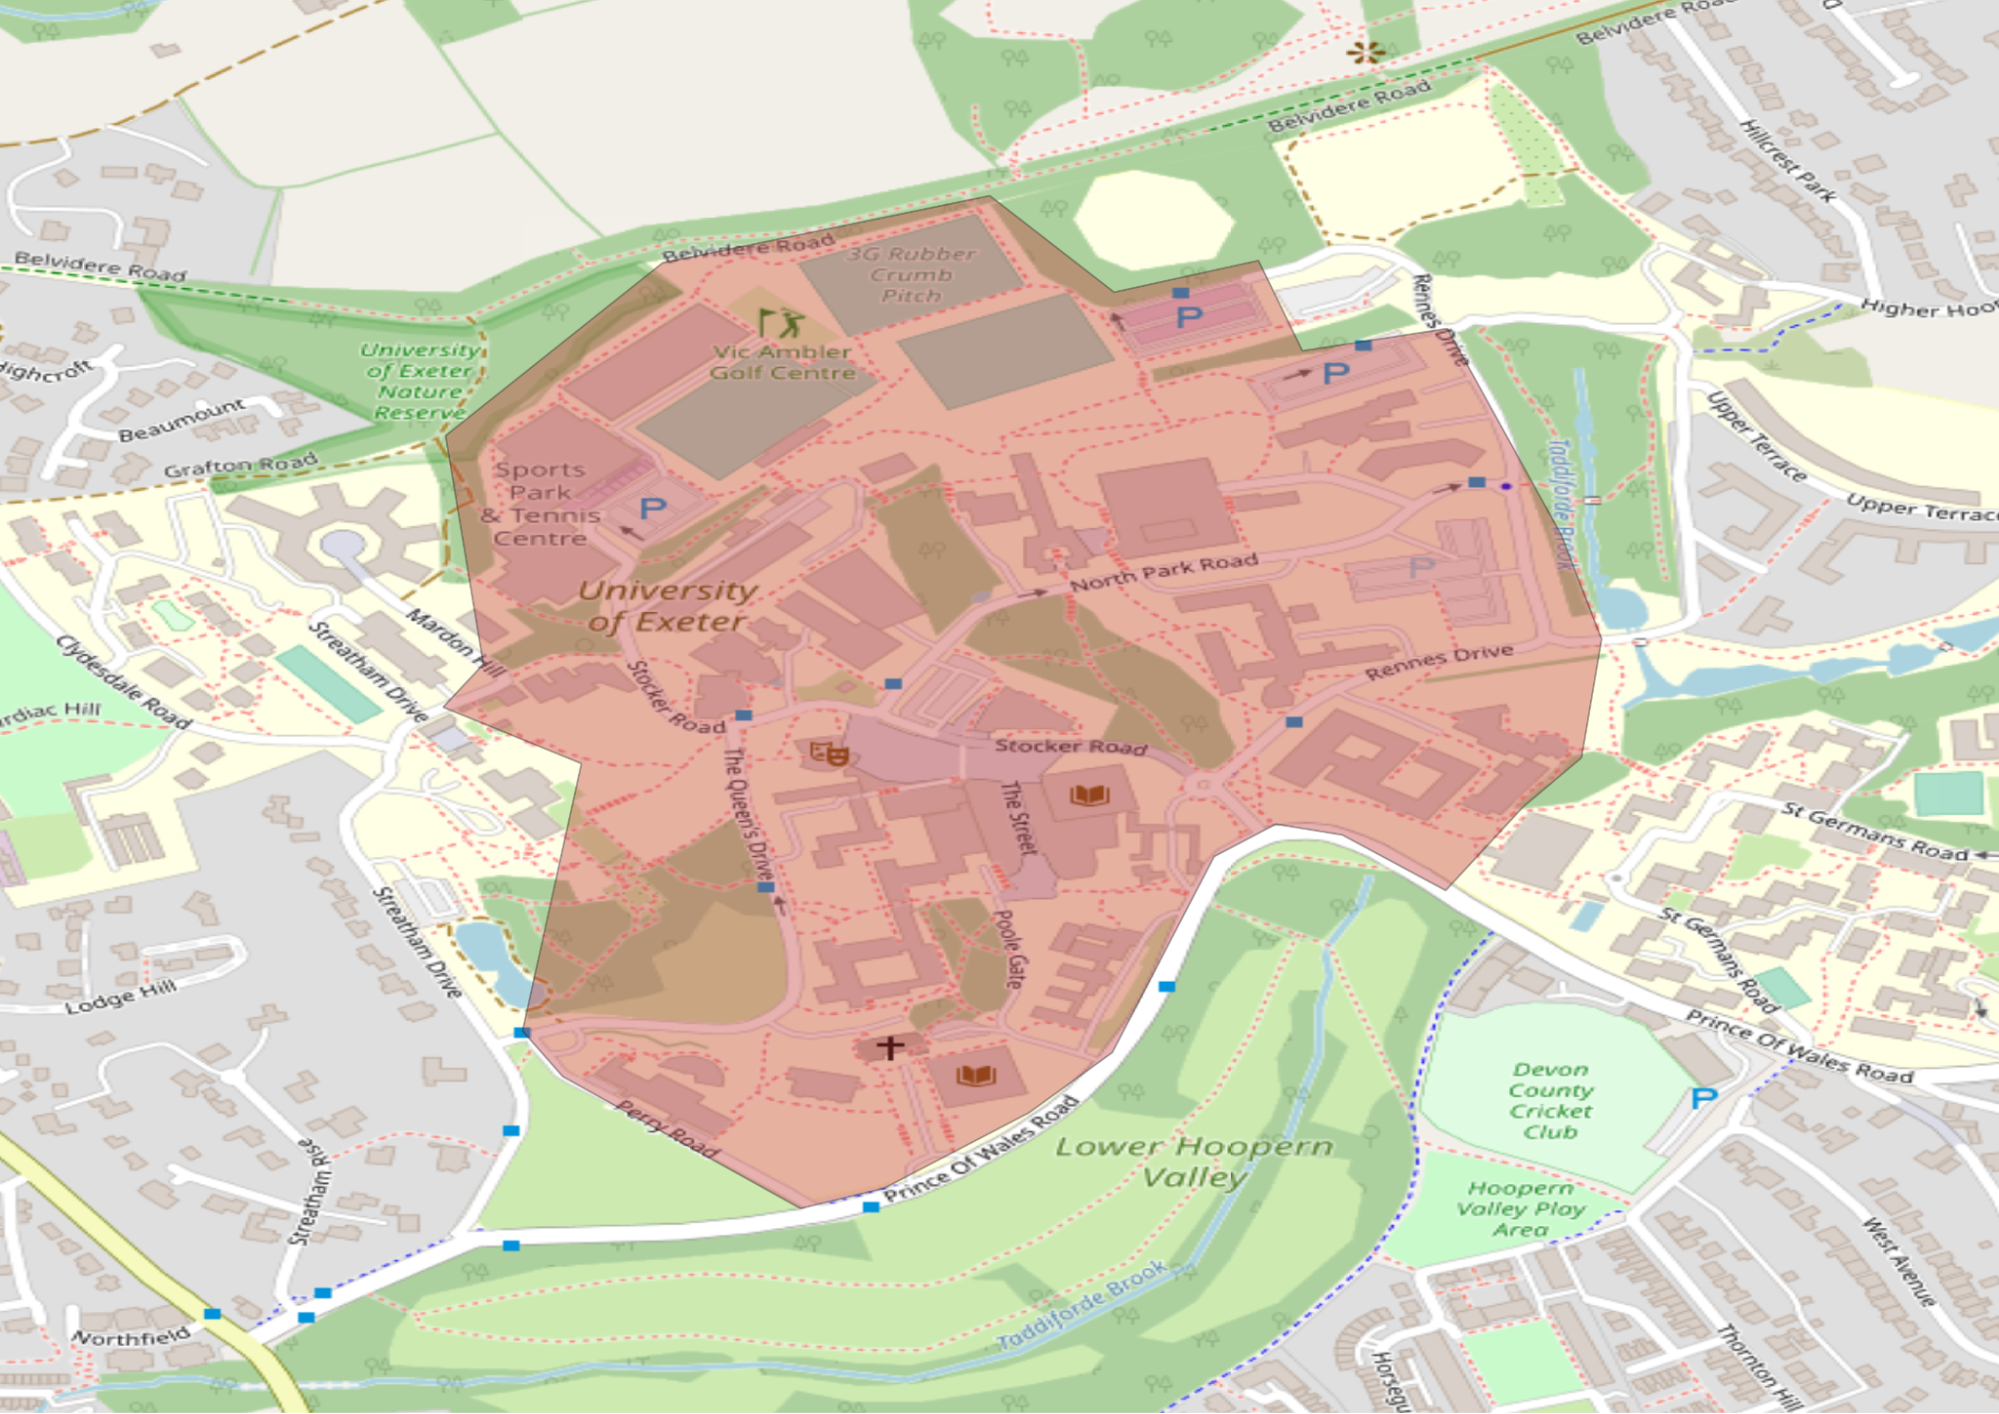 Belvidere Road
Belvidere Road
Hillcrest Park
Belvidere Road
Belvidere Road
3G Rubber
Crumb
Pitch
Rennes Drive
Higher Hoo
P
Vic Ambler
Golf Centre
University
of Exeter
Nature
Reserve
P
Highcroft
Beaumount
Grafton Road
Upper Terrace
Upper Terrace
Taddiforde Brook
Sports
Park
& Tennis
Centre
P
P
North Park Road
University
of Exeter
Mardon Hill
Streatham Drive
Clydesdale Road
Cardiac Hill
Stocker Road
Rennes Drive
Stocker Road
The Queen's Drive
The Street
St Germans Road
Streatham Drive
Poole Gate
St Germans Road
Lodge Hill
Prince Of Wales Road
Devon
County
Cricket
Club
P
Perry Road
Prince Of Wales Road
Lower Hoopern
Valley
Hoopern
Valley Play
Area
Streatham Rise
West Avenue
Taddiforde Brook
Northfield
Thornton Hill
Horsegu